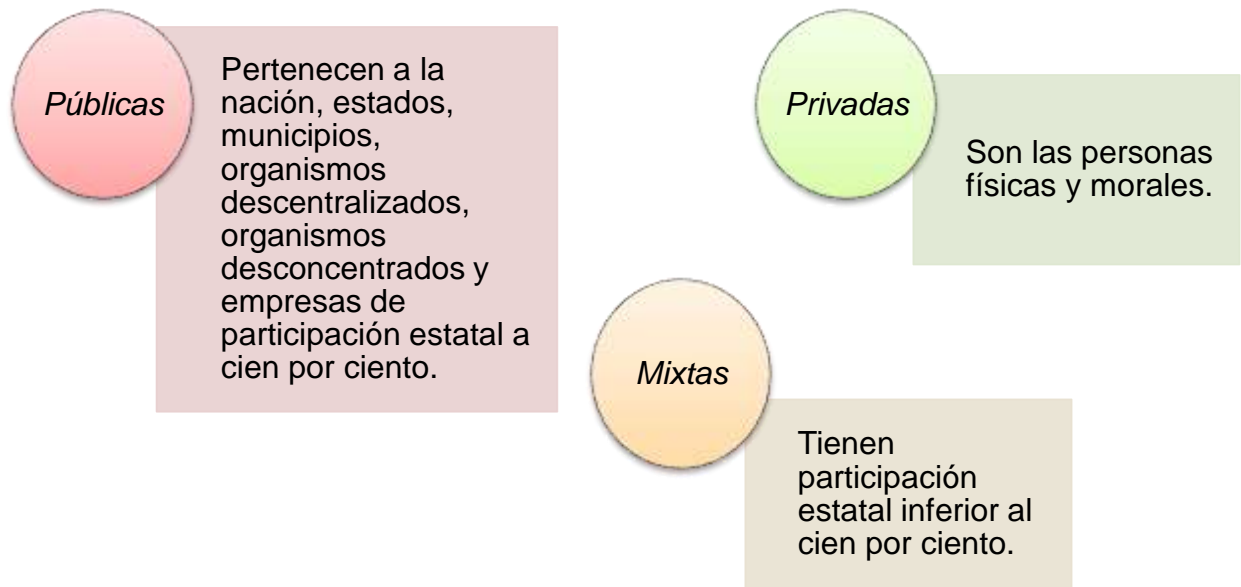 Públicas
Pertenecen a la
nación, estados,
municipios,
organismos
descentralizados,
organismos
desconcentrados y
empresas de
participación estatal a
cien por ciento.
Privadas
Son las personas
físicas y morales.
Mixtas
Tienen
participación
estatal inferior al
cien por ciento.